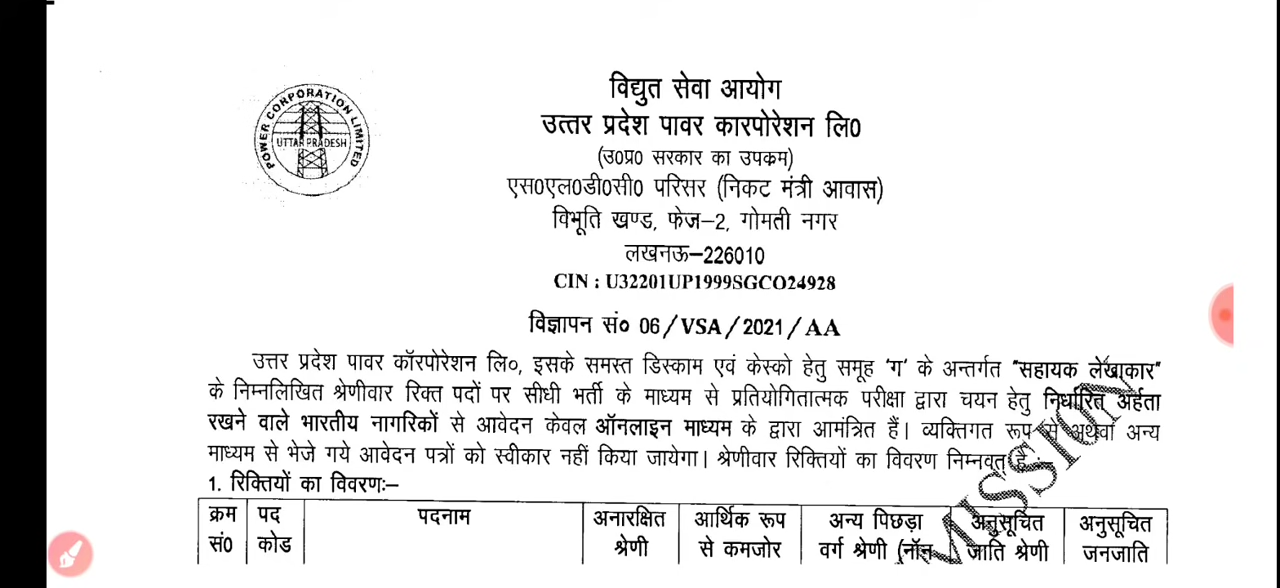 POWER CORPORATION LIMITED
UTTAR PRADESH
विद्युत सेवा आयोग
उत्तर प्रदेश पावर कारपोरेशन लि0
(उ0प्र0 सरकार का उपकम)
एस0एल0डी0सी0 परिसर (निकट मंत्री आवास)
विभूति खण्ड, फेज–2, गोमती नगर
लखनऊ–226010
CIN : U32201UP1999SGCO24928
विज्ञापन सं० 06/VSA/2021/AA
उत्तर प्रदेश पावर कॉरपोरेशन लि०, इसके समस्त डिस्काम एवं केस्को हेतु समूह 'ग' के अन्तर्गत "सहायक लेखाकार"
के निम्नलिखित श्रेणीवार रिक्त पदों पर सीधी भर्ती के माध्यम से प्रतियोगितात्मक परीक्षा द्वारा चयन हेतु निर्धारित अर्हता
रखने वाले भारतीय नागरिकों से आवेदन केवल ऑनलाइन माध्यम के द्वारा आमंत्रित हैं। व्यक्तिगत रूप से अथवा अन्य
माध्यम से भेजे गये आवेदन पत्रों को स्वीकार नहीं किया जायेगा। श्रेणीवार रिक्तियों का विवरण निम्नवत् है :–
1. रिक्तियों का विवरणः–
क्रम सं0 पद कोड पदनाम अनारक्षित श्रेणी आर्थिक रूप से कमजोर अन्य पिछड़ा वर्ग श्रेणी (नॉन अनुसूचित जाति श्रेणी अनुसूचित जनजाति
MISSION